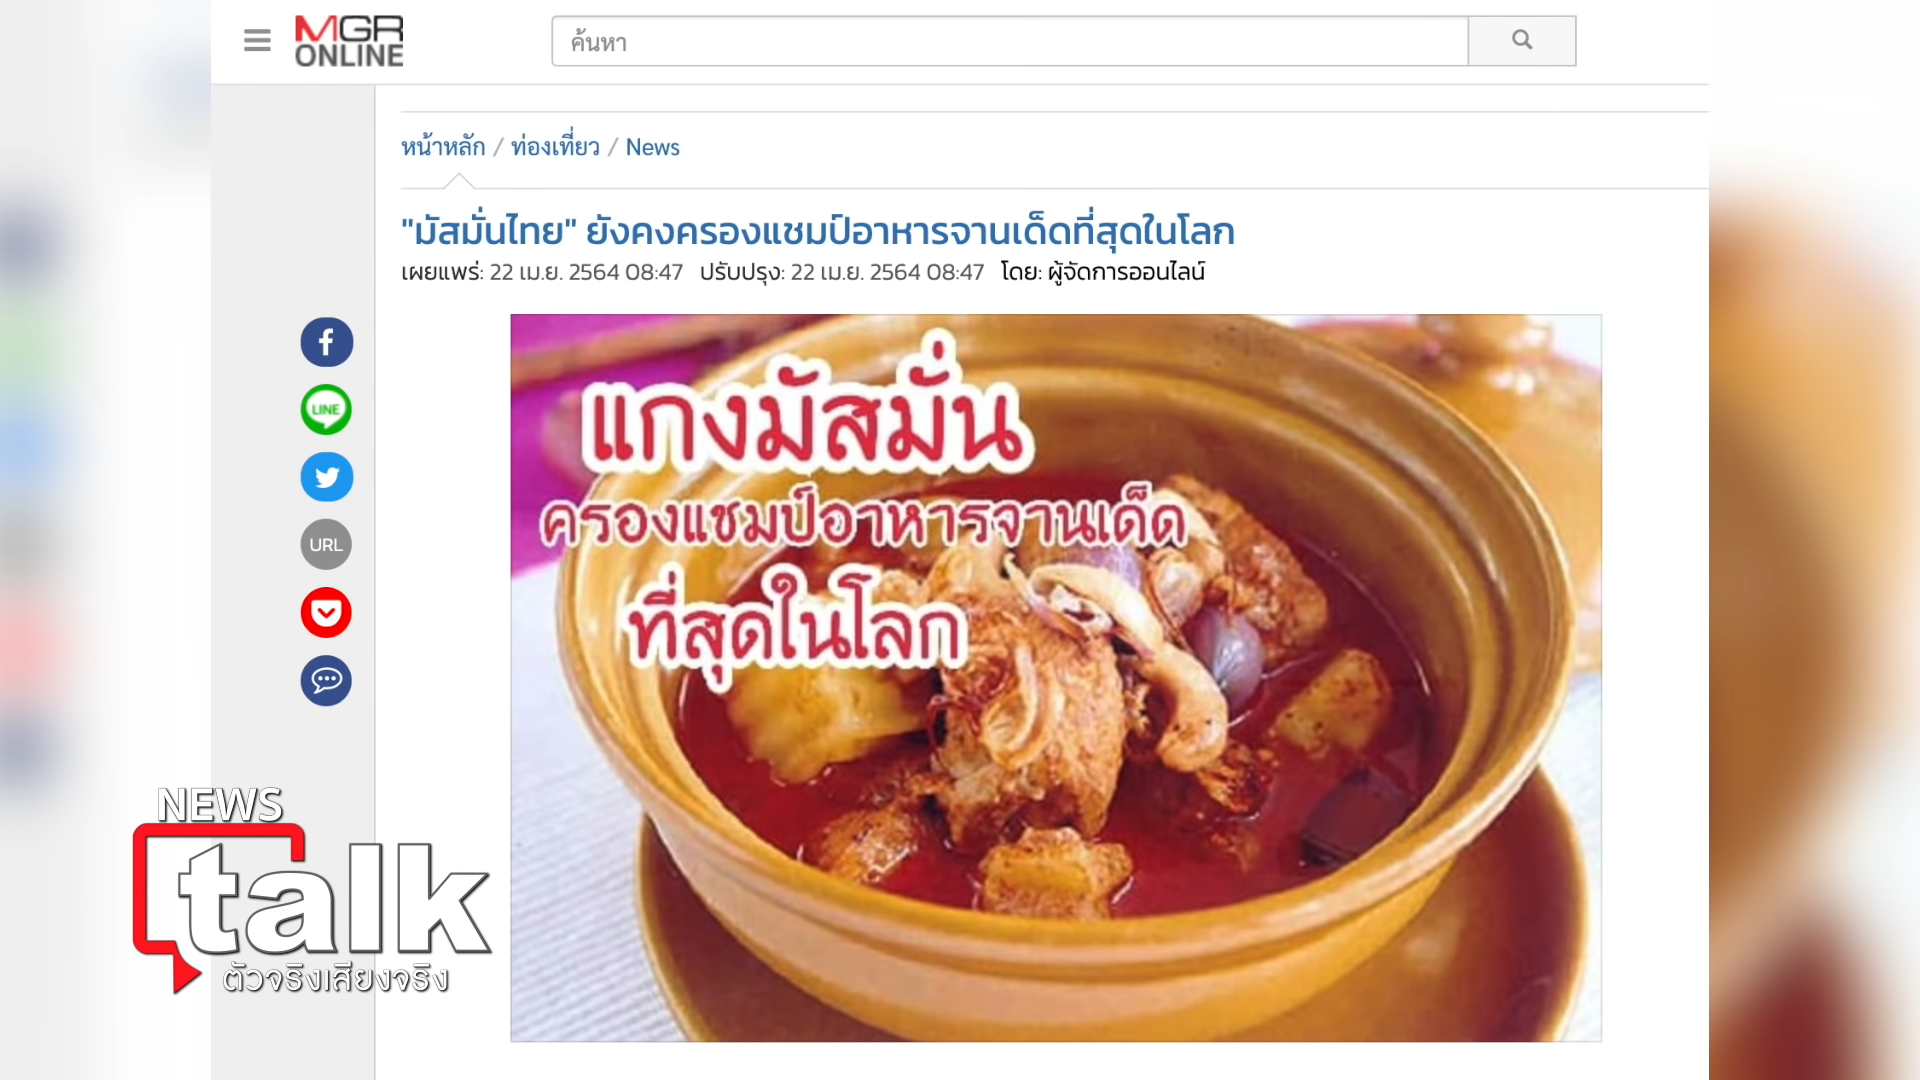 MGR
ONLINE
ค้นหา
หน้าหลัก / ท่องเที่ยว / News
"มัสมั่นไทย" ยังคงครองแชมป์อาหารจานเด็ดที่สุดในโลก
เผยแพร่: 22 เม.ย. 2564 08:47 ปรับปรุง: 22 เม.ย. 2564 08:47 โดย: ผู้จัดการออนไลน์
แกงมัสมั่น
ครองแชมป์อาหารจานเด็ด
ที่สุดในโลก
LINE
URL
NEWS
talk
ตัวจริงเสียงจริง